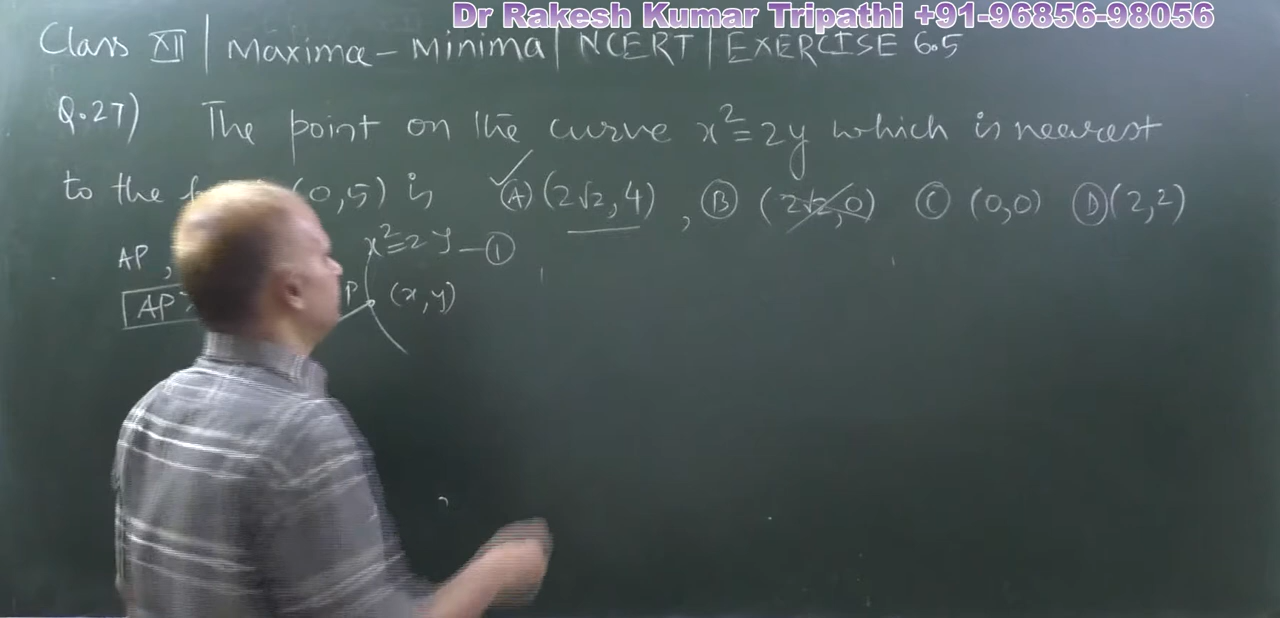 Dr Rakesh Kumar Tripathi +91-96856-98056
Class XII | Maxima - Minima | NCERT | EXERCISE 6.5
Q.27) The point on the curve x²=2y which is nearest
to the (0,5) is ✓ (A) (2√2, 4) , (B) (2√2, 0) (C) (0,0) (D) (2,2)
AP , x²=2y — ①
AP P (x,y)